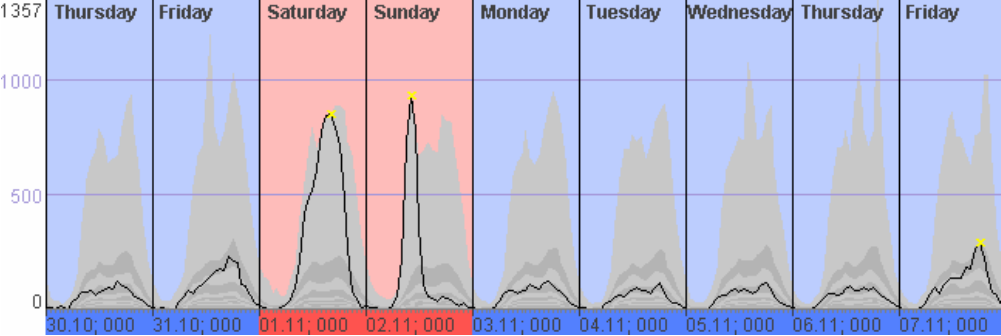 1357 Thursday Friday Saturday Sunday Monday Tuesday Wednesday Thursday Friday
1000
500
0
30.10; 000 31.10; 000 01.11; 000 02.11; 000 03.11; 000 04.11; 000 05.11; 000 06.11; 000 07.11; 000